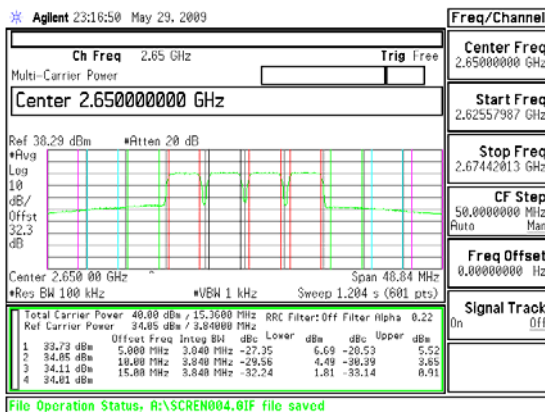 Agilent 23:16:50 May 29, 2009
Freq/Channel
Ch Freq 2.65 GHz Trig Free
Multi-Carrier Power
Center 2.650000000 GHz
Center Freq
2.65000000 GHz
Start Freq
2.62557987 GHz
Stop Freq
2.67442013 GHz
CF Step
50.0000000 MHz
Auto Man
Freq Offset
0.00000000 Hz
Signal Track
On Off
Ref 38.29 dBm #Atten 20 dB
#Avg
Log
10
dB/
Offst
32.3
dB
Center 2.650 00 GHz Span 48.84 MHz
#Res BW 100 kHz #VBW 1 kHz Sweep 1.204 s (601 pts)
Total Carrier Power 40.00 dBm / 15.3600 MHz RRC Filter: Off Filter Alpha 0.22
Ref Carrier Power 34.05 dBm / 3.84000 MHz
Offset Freq Integ BW dBc Lower dBm dBc Upper dBm
1 33.73 dBm 5.000 MHz 3.840 MHz -27.35 6.69 -28.53 5.52
2 34.05 dBm 10.00 MHz 3.840 MHz -29.56 4.49 -30.39 3.65
3 34.11 dBm 15.00 MHz 3.840 MHz -32.24 1.81 -33.14 0.91
4 34.01 dBm
File Operation Status, A:\SCREN004.GIF file saved